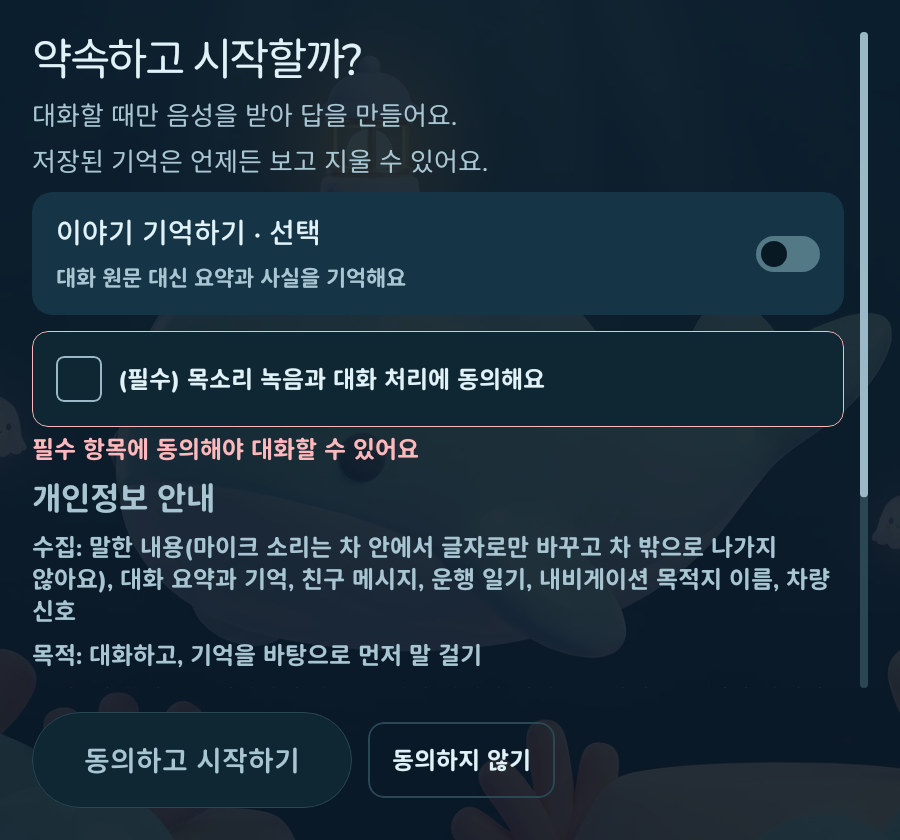 약속하고 시작할까?
대화할 때만 음성을 받아 답을 만들어요.
저장된 기억은 언제든 보고 지울 수 있어요.
이야기 기억하기 · 선택
대화 원문 대신 요약과 사실을 기억해요
(필수) 목소리 녹음과 대화 처리에 동의해요
필수 항목에 동의해야 대화할 수 있어요
개인정보 안내
수집: 말한 내용(마이크 소리는 차 안에서 글자로만 바꾸고 차 밖으로 나가지
않아요), 대화 요약과 기억, 친구 메시지, 운행 일기, 내비게이션 목적지 이름, 차량
신호
목적: 대화하고, 기억을 바탕으로 먼저 말 걸기
동의하고 시작하기
동의하지 않기